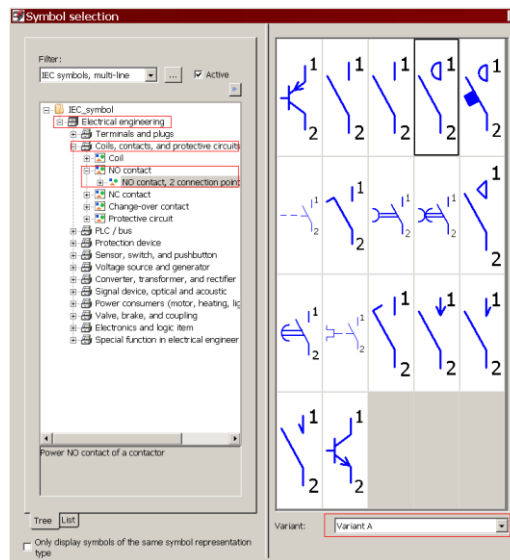 Symbol selection
Filter:
IEC symbols, multi-line
...
Active
IEC_symbol
Electrical engineering
Terminals and plugs
Coils, contacts, and protective circuits
Coil
NO contact
NO contact, 2 connection point
NC contact
Change-over contact
Protective circuit
PLC / bus
Protection device
Sensor, switch, and pushbutton
Voltage source and generator
Converter, transformer, and rectifier
Signal device, optical and acoustic
Power consumers (motor, heating, lig
Valve, brake, and coupling
Electronics and logic item
Special function in electrical engineer
Power NO contact of a contactor
Tree List
Only display symbols of the same symbol representation
type
1 1 1 1 1
2 2 2 2 2
1 1 1 1 1
2 2 2 2 2
1 1 1 1 1
2 2 2 2 2
1 1
2 2
Variant: Variant A